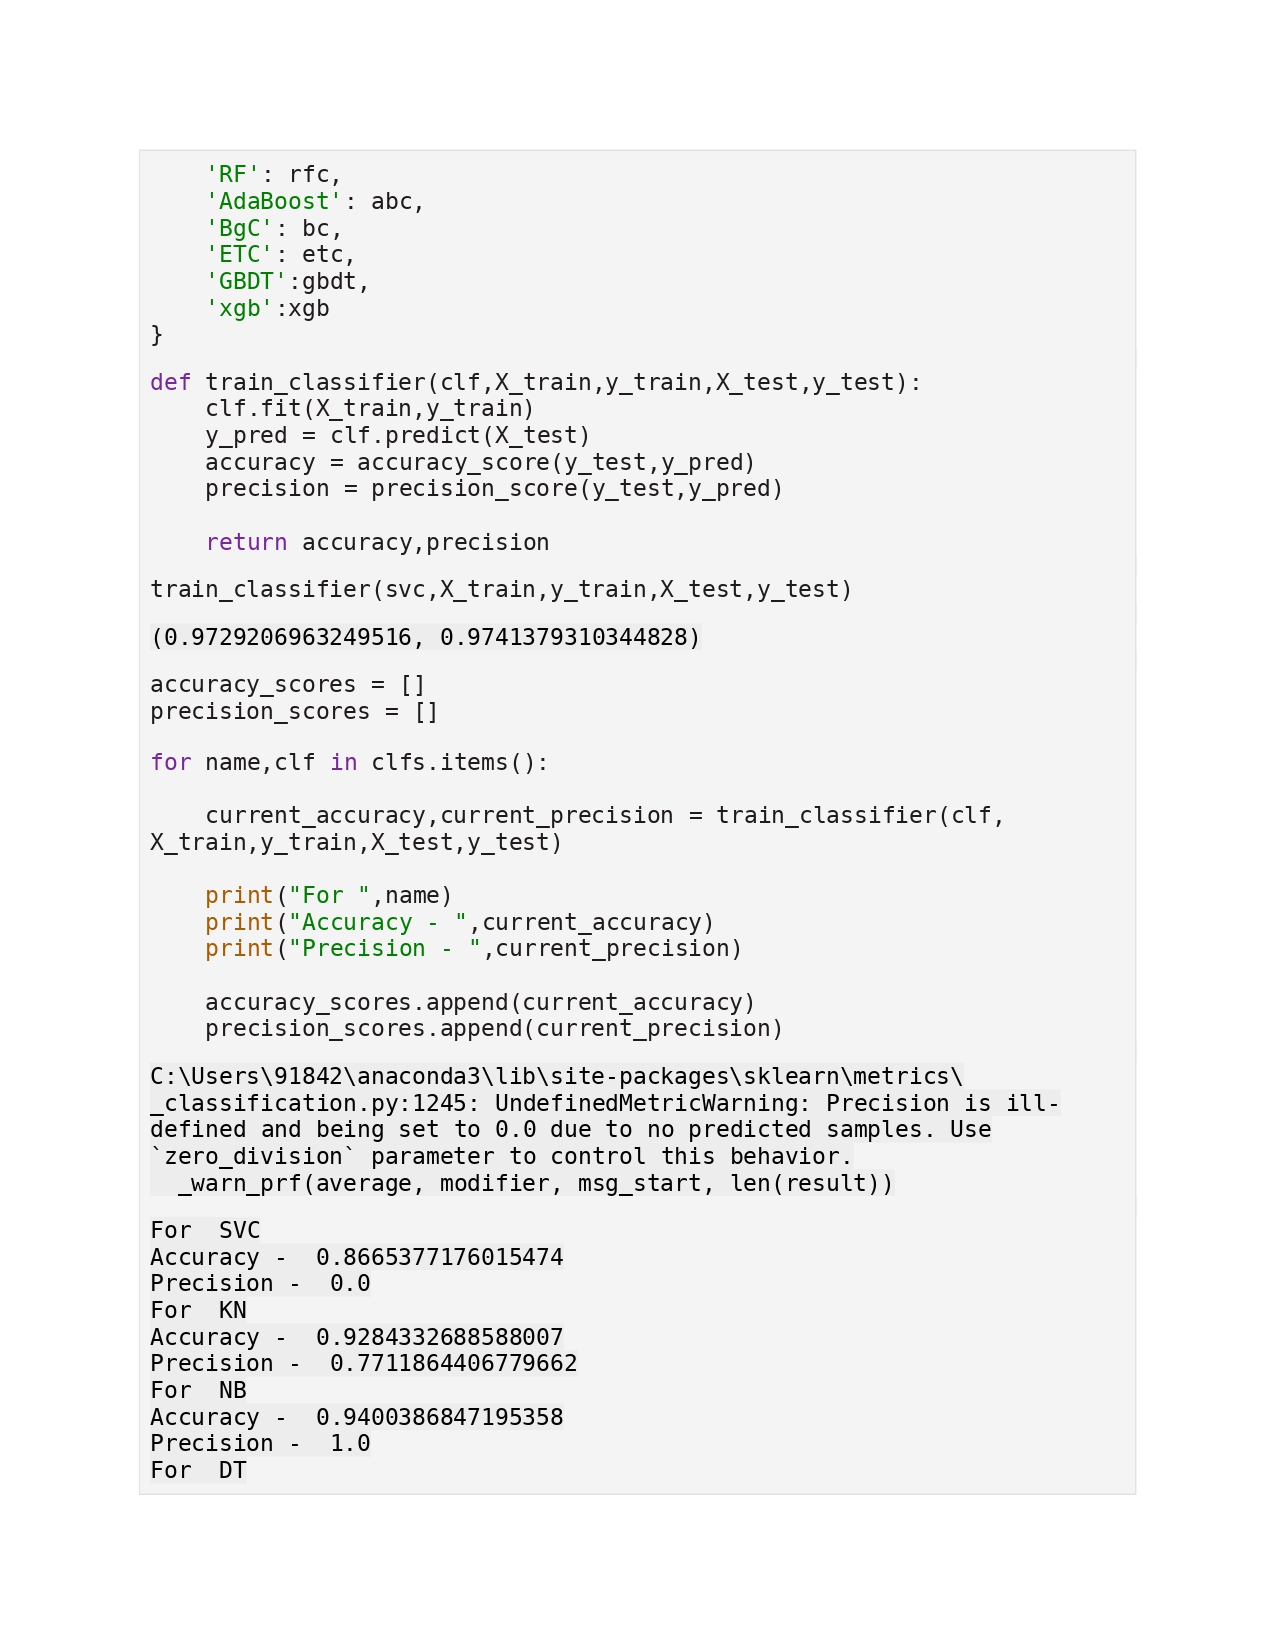 'RF': rfc,
    'AdaBoost': abc,
    'BgC': bc,
    'ETC': etc,
    'GBDT':gbdt,
    'xgb':xgb
}
def train_classifier(clf,X_train,y_train,X_test,y_test):
    clf.fit(X_train,y_train)
    y_pred = clf.predict(X_test)
    accuracy = accuracy_score(y_test,y_pred)
    precision = precision_score(y_test,y_pred)
    return accuracy,precision
train_classifier(svc,X_train,y_train,X_test,y_test)
(0.9729206963249516, 0.9741379310344828)
accuracy_scores = []
precision_scores = []
for name,clf in clfs.items():
    current_accuracy,current_precision = train_classifier(clf,
X_train,y_train,X_test,y_test)
    print("For ",name)
    print("Accuracy - ",current_accuracy)
    print("Precision - ",current_precision)
    accuracy_scores.append(current_accuracy)
    precision_scores.append(current_precision)
C:\Users\91842\anaconda3\lib\site-packages\sklearn\metrics\
_classification.py:1245: UndefinedMetricWarning: Precision is ill-
defined and being set to 0.0 due to no predicted samples. Use
`zero_division` parameter to control this behavior.
  _warn_prf(average, modifier, msg_start, len(result))
For  SVC
Accuracy -  0.8665377176015474
Precision -  0.0
For  KN
Accuracy -  0.9284332688588007
Precision -  0.7711864406779662
For  NB
Accuracy -  0.9400386847195358
Precision -  1.0
For  DT